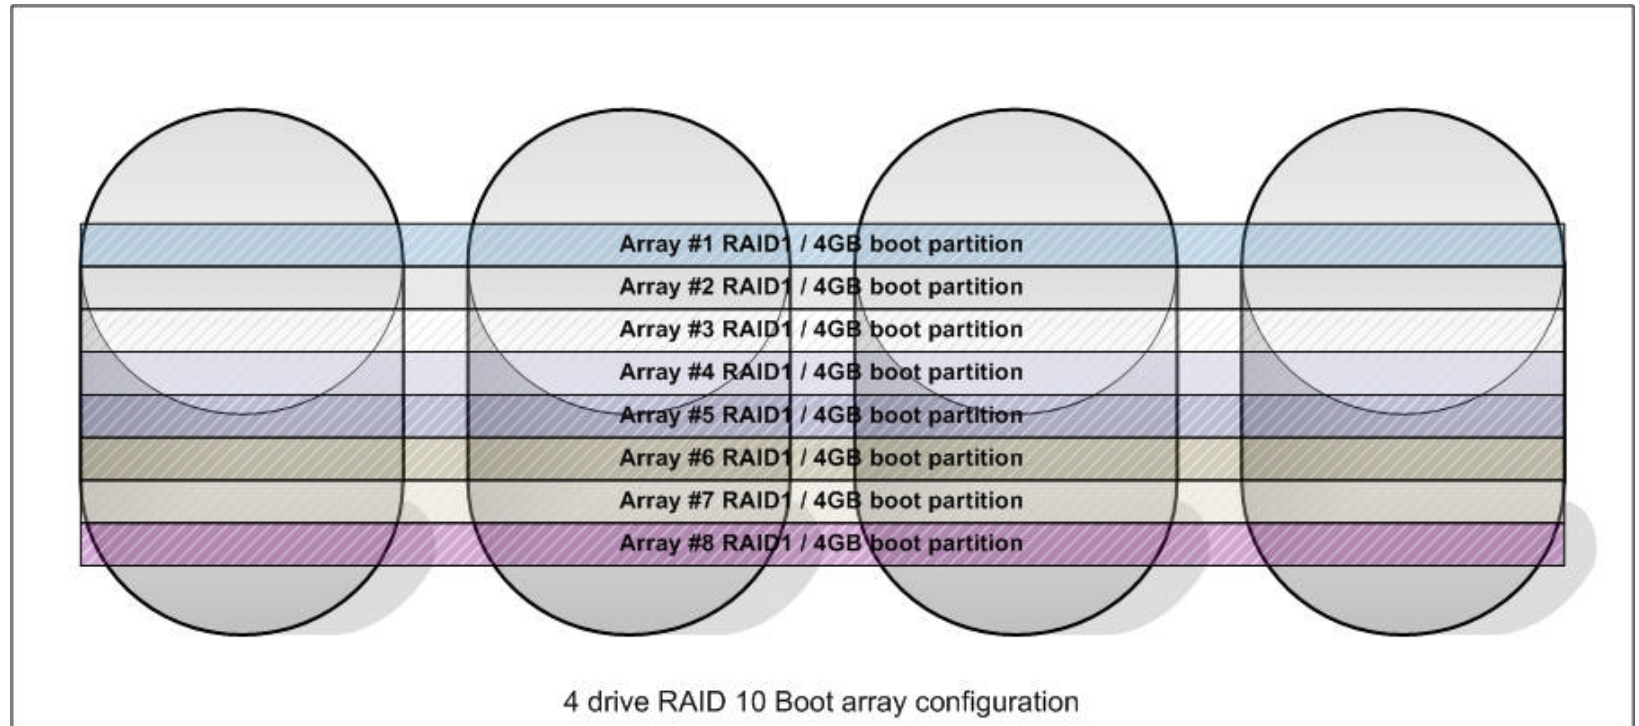 Array #1 RAID1 / 4GB boot partition
Array #2 RAID1 / 4GB boot partition
Array #3 RAID1 / 4GB boot partition
Array #4 RAID1 / 4GB boot partition
Array #5 RAID1 / 4GB boot partition
Array #6 RAID1 / 4GB boot partition
Array #7 RAID1 / 4GB boot partition
Array #8 RAID1 / 4GB boot partition
4 drive RAID 10 Boot array configuration